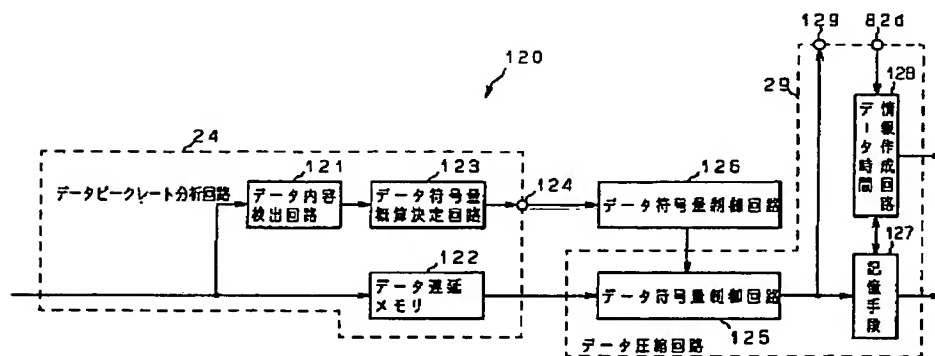 129
82d
120
29
128
24
データ時間
情報作成回路
121
123
126
データピークレート分析回路
データ内容
検出回路
データ符号量
概算決定回路
124
データ符号量制御回路
127
122
データ遅延
メモリ
データ符号量制御回路
記憶手段
125
データ圧縮回路